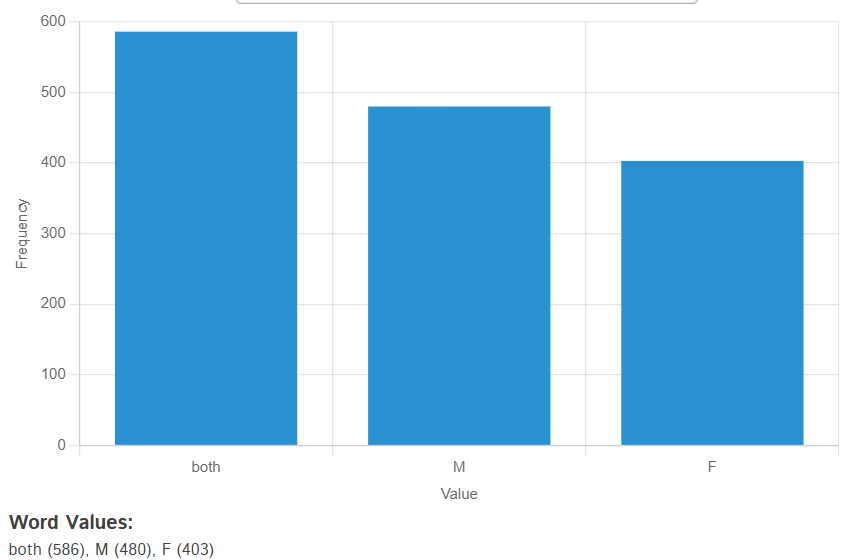 600
500
400
300
200
100
0
Frequency
both M F
Value
Word Values:
both (586), M (480), F (403)